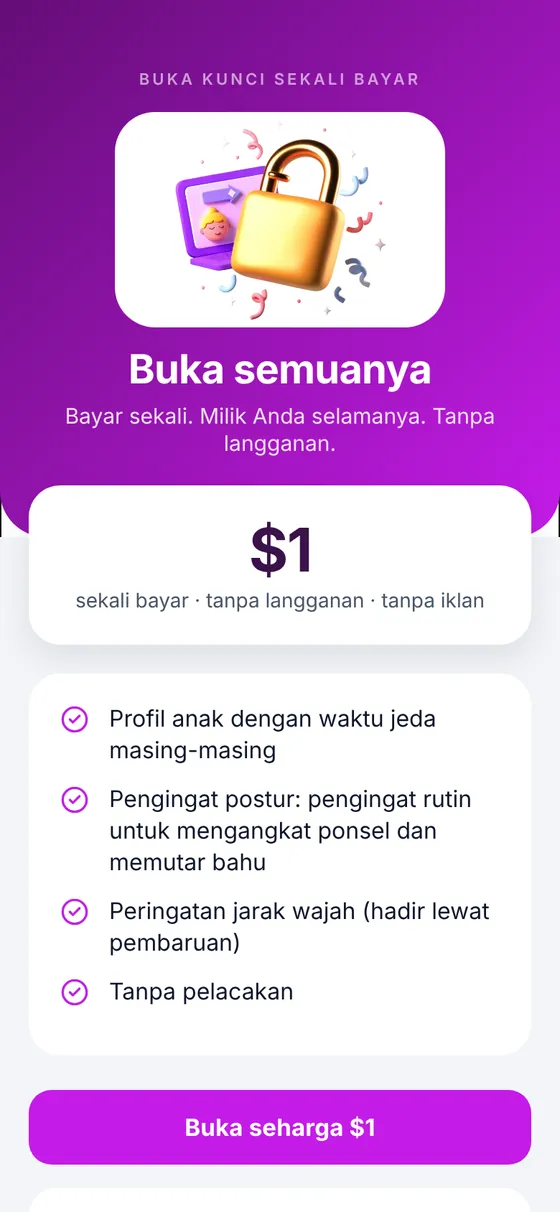 BUKA KUNCI SEKALI BAYAR
Buka semuanya
Bayar sekali. Milik Anda selamanya. Tanpa
langganan.
$1
sekali bayar · tanpa langganan · tanpa iklan
Profil anak dengan waktu jeda
masing-masing
Pengingat postur: pengingat rutin
untuk mengangkat ponsel dan
memutar bahu
Peringatan jarak wajah (hadir lewat
pembaruan)
Tanpa pelacakan
Buka seharga $1